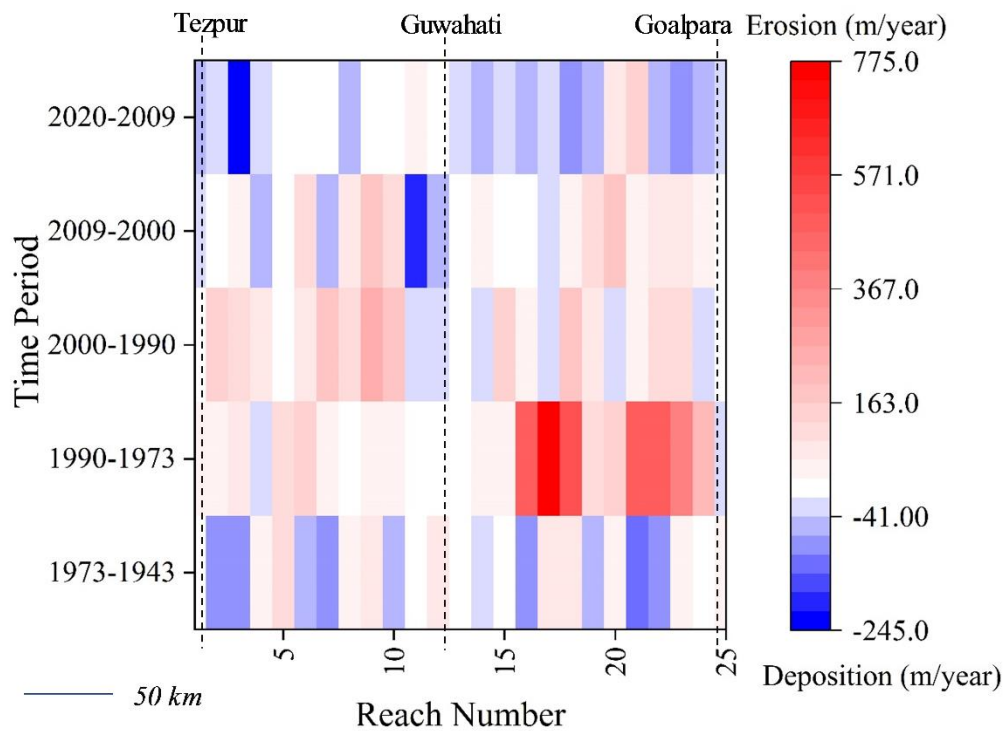 Tezpur
Guwahati
Goalpara
Erosion (m/year)
775.0
571.0
367.0
163.0
-41.00
-245.0
Deposition (m/year)
Time Period
2020-2009
2009-2000
2000-1990
1990-1973
1973-1943
5
10
15
20
25
Reach Number
50 km